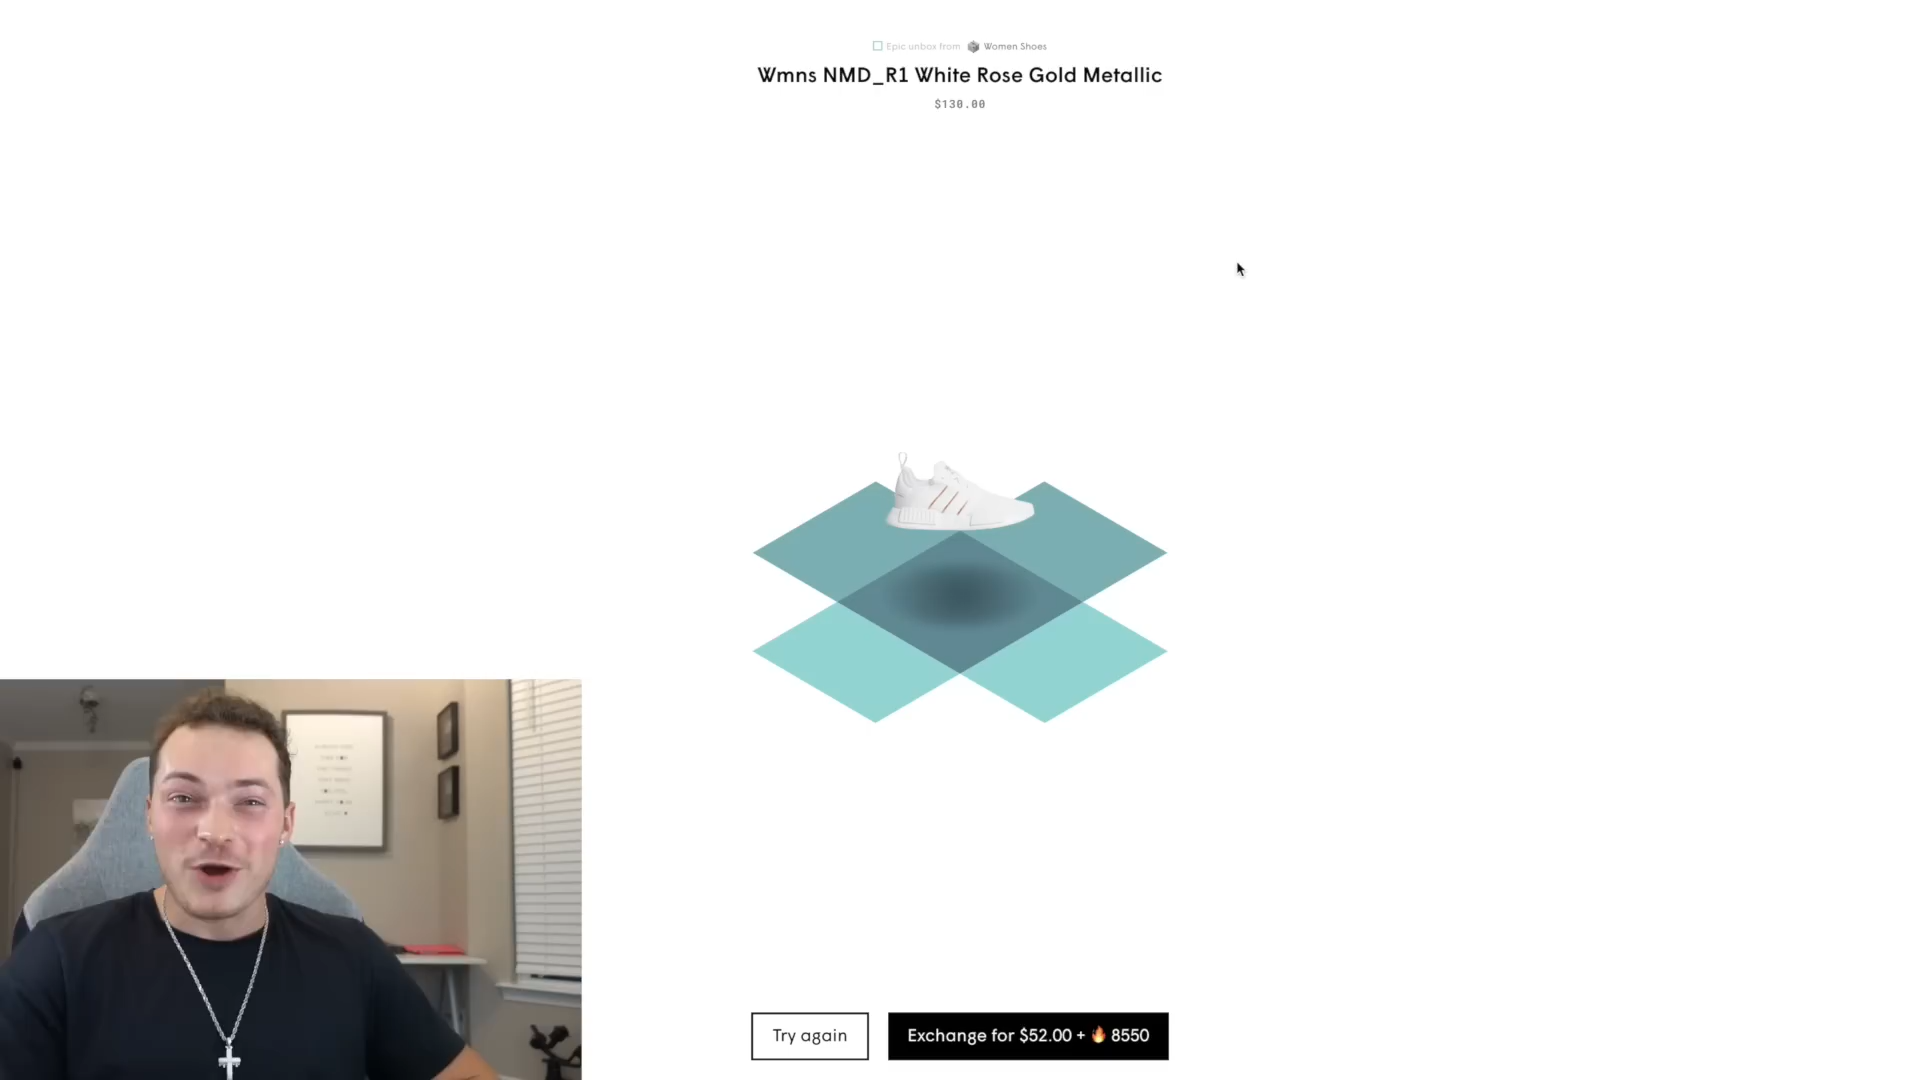 Epic unbox from Women Shoes
Wmns NMD_R1 White Rose Gold Metallic
$130.00
Try again
Exchange for $52.00 + 🔥 8550